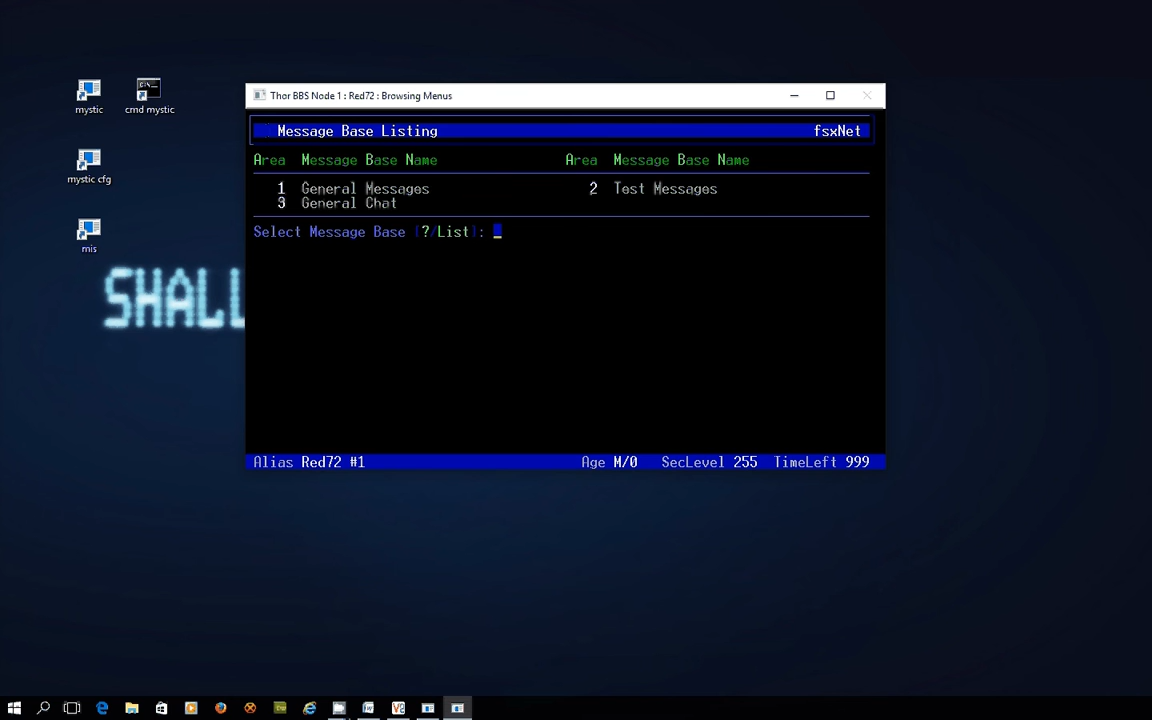 mystic
cmd mystic
mystic cfg
mis
SHALL
Thor BBS Node 1 : Red72 : Browsing Menus
Message Base Listing fsxNet
Area Message Base Name Area Message Base Name
1 General Messages 2 Test Messages
3 General Chat
Select Message Base [?/List]:
Alias Red72 #1 Age M/0 SecLevel 255 TimeLeft 999